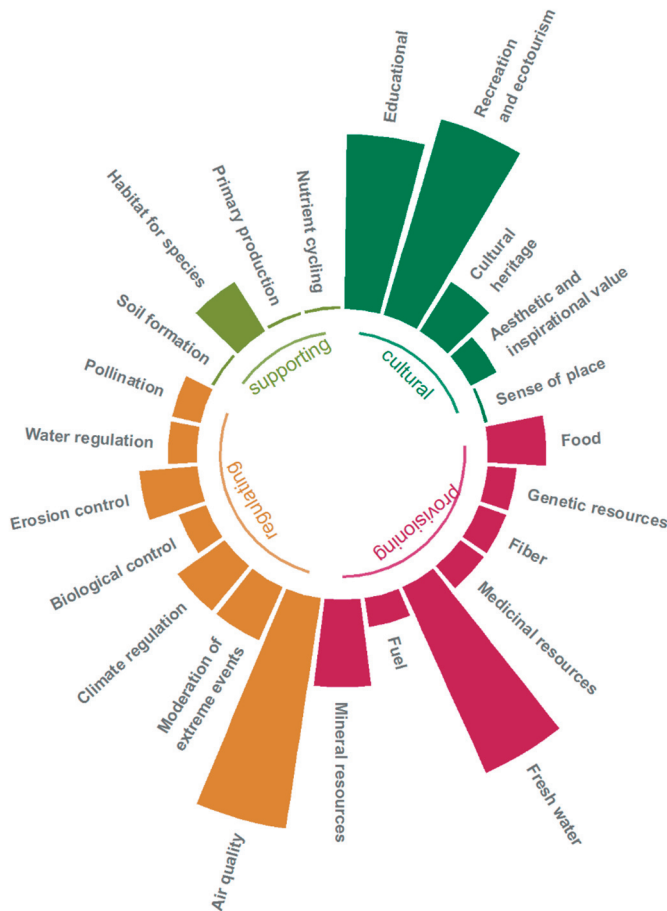 Educational
Recreation
and ecotourism
Cultural
heritage
Aesthetic and
inspirational value
Sense of place
Food
Genetic resources
Fiber
Medicinal resources
Fresh water
Fuel
Mineral resources
Air quality
Moderation of
extreme events
Climate regulation
Biological control
Erosion control
Water regulation
Pollination
Soil formation
Habitat for species
Primary production
Nutrient cycling
supporting
cultural
regulating
provisioning